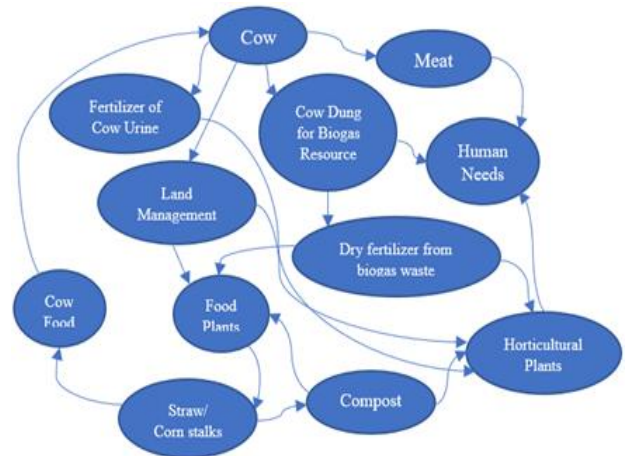 Cow
Meat
Fertilizer of
Cow Urine
Cow Dung
for Biogas
Resource
Human
Needs
Land
Management
Dry fertilizer from
biogas waste
Cow
Food
Food
Plants
Horticultural
Plants
Straw/
Corn stalks
Compost